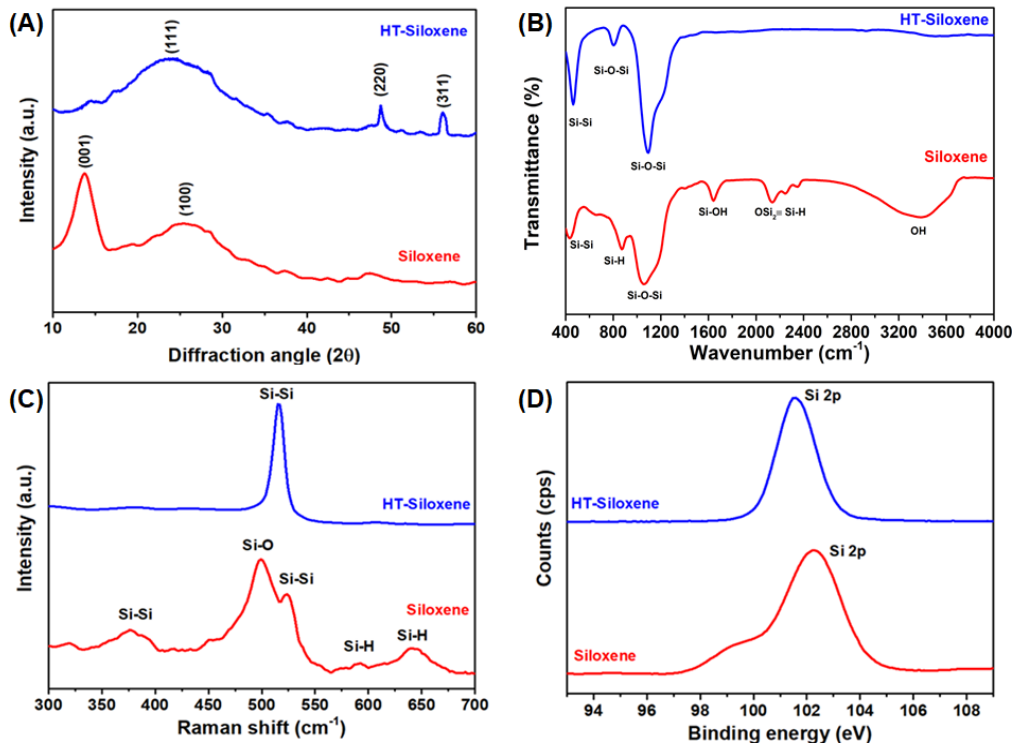 (A)
HT-Siloxene
(111)
(220)
(311)
(001)
(100)
Siloxene
Intensity (a.u.)
10 20 30 40 50 60
Diffraction angle (2θ)
(B)
HT-Siloxene
Si-O-Si
Si-Si
Si-O-Si
Siloxene
Si-OH
OSi₂≡ Si-H
OH
Si-Si
Si-H
Si-O-Si
Transmittance (%)
400 800 1200 1600 2000 2400 2800 3200 3600 4000
Wavenumber (cm⁻¹)
(C)
Si-Si
HT-Siloxene
Si-O
Si-Si
Si-Si
Siloxene
Si-H
Si-H
Intensity (a.u.)
300 350 400 450 500 550 600 650 700
Raman shift (cm⁻¹)
(D)
Si 2p
HT-Siloxene
Si 2p
Siloxene
Counts (cps)
94 96 98 100 102 104 106 108
Binding energy (eV)